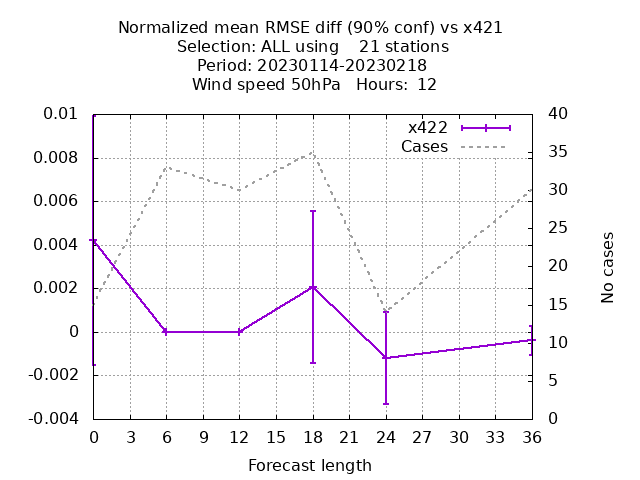 Normalized mean RMSE diff (90% conf) vs x421
Selection: ALL using    21 stations
Period: 20230114-20230218
Wind speed 50hPa   Hours:  12
0.01
0.008
0.006
0.004
0.002
0
-0.002
-0.004
x422
Cases
40
35
30
25
20
15
10
5
0
No cases
0 3 6 9 12 15 18 21 24 27 30 33 36
Forecast length